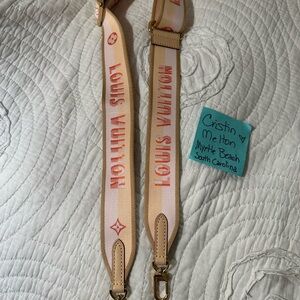 LOUIS VUITTON
LOUIS VUITTON
Cristin
Melton
Myrtle Beach
South Carolina